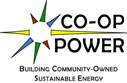 CO-OP
POWER
BUILDING COMMUNITY-OWNED
SUSTAINABLE ENERGY